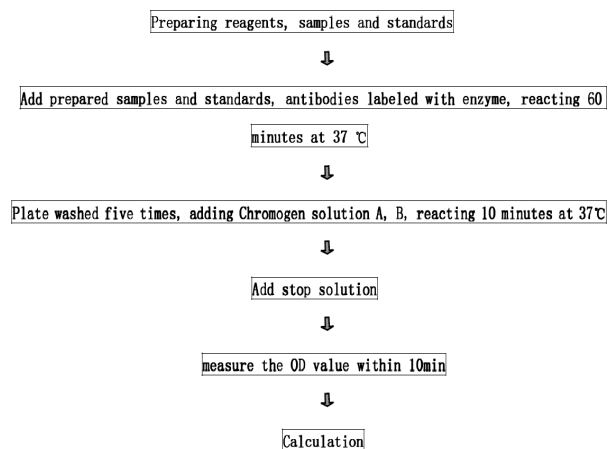 Preparing reagents, samples and standards
⇓
Add prepared samples and standards, antibodies labeled with enzyme, reacting 60
minutes at 37 ℃
⇓
Plate washed five times, adding Chromogen solution A, B, reacting 10 minutes at 37℃
⇓
Add stop solution
⇓
measure the OD value within 10min
⇓
Calculation